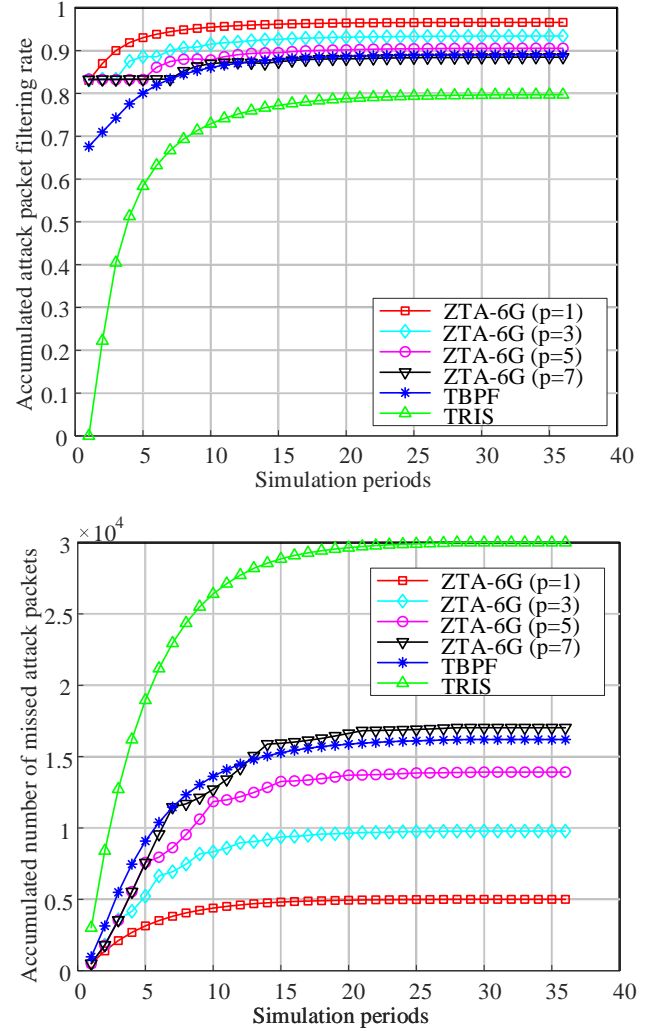 Accumulated attack packet filtering rate
1
0.9
0.8
0.7
0.6
0.5
0.4
0.3
0.2
0.1
0
ZTA-6G (p=1)
ZTA-6G (p=3)
ZTA-6G (p=5)
ZTA-6G (p=7)
TBPF
TRIS
0 5 10 15 20 25 30 35 40
Simulation periods
×10⁴
Accumulated number of missed attack packets
3
2.5
2
1.5
1
0.5
0
ZTA-6G (p=1)
ZTA-6G (p=3)
ZTA-6G (p=5)
ZTA-6G (p=7)
TBPF
TRIS
0 5 10 15 20 25 30 35 40
Simulation periods